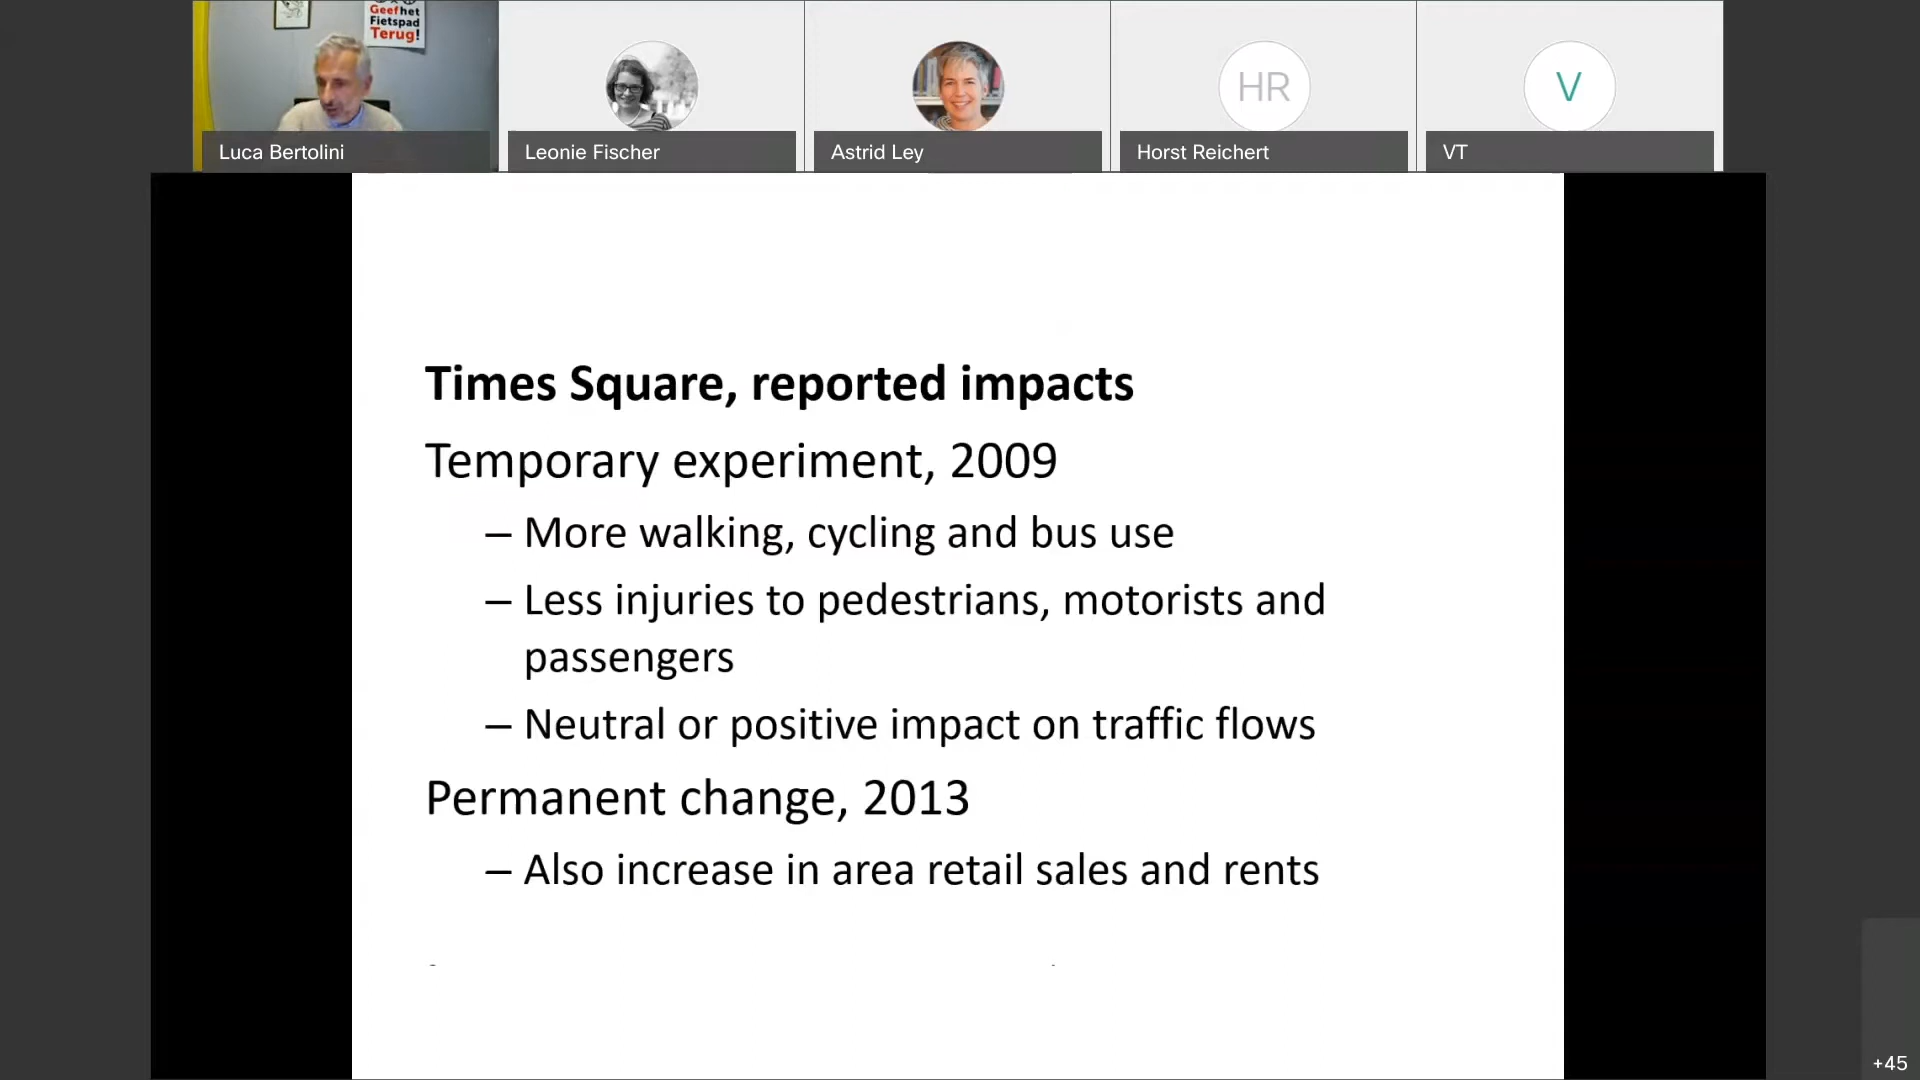 Geef het
Fietspad
Terug!
HR
V
Luca Bertolini
Leonie Fischer
Astrid Ley
Horst Reichert
VT
Times Square, reported impacts
Temporary experiment, 2009
– More walking, cycling and bus use
– Less injuries to pedestrians, motorists and
passengers
– Neutral or positive impact on traffic flows
Permanent change, 2013
– Also increase in area retail sales and rents
+45